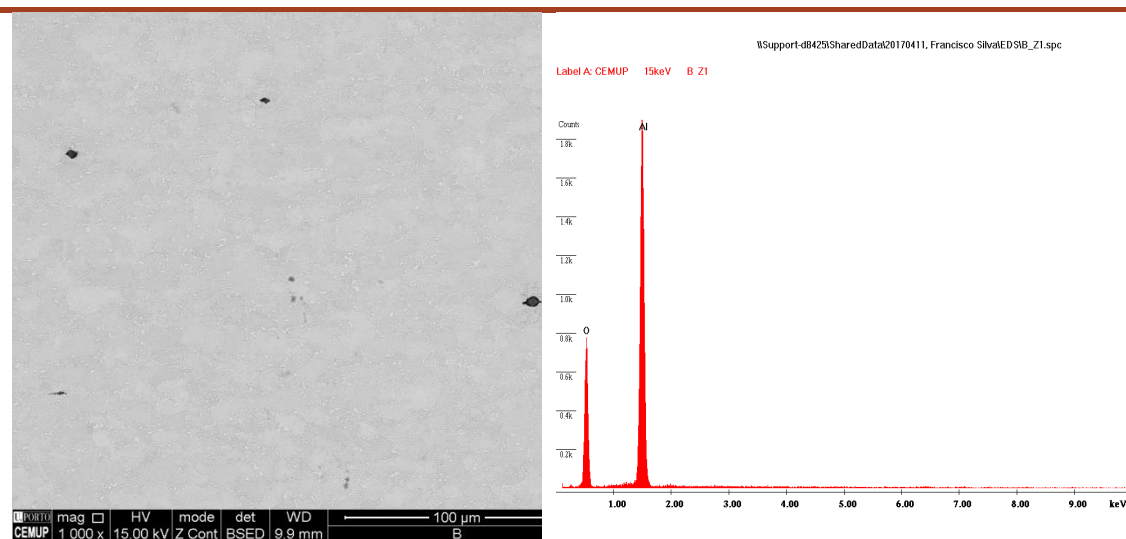 \\Support-d8425\SharedData\20170411, Francisco Silva\EDS\B_Z1.spc
Label A: CEMUP 15keV B Z1
Counts
1.8k
1.6k
1.4k
1.2k
1.0k
0.8k
0.6k
0.4k
0.2k
Al
O
1.00 2.00 3.00 4.00 5.00 6.00 7.00 8.00 9.00 keV
U.PORTO mag HV mode det WD 100 µm
CEMUP 1 000 x 15.00 kV Z Cont BSED 9.9 mm B